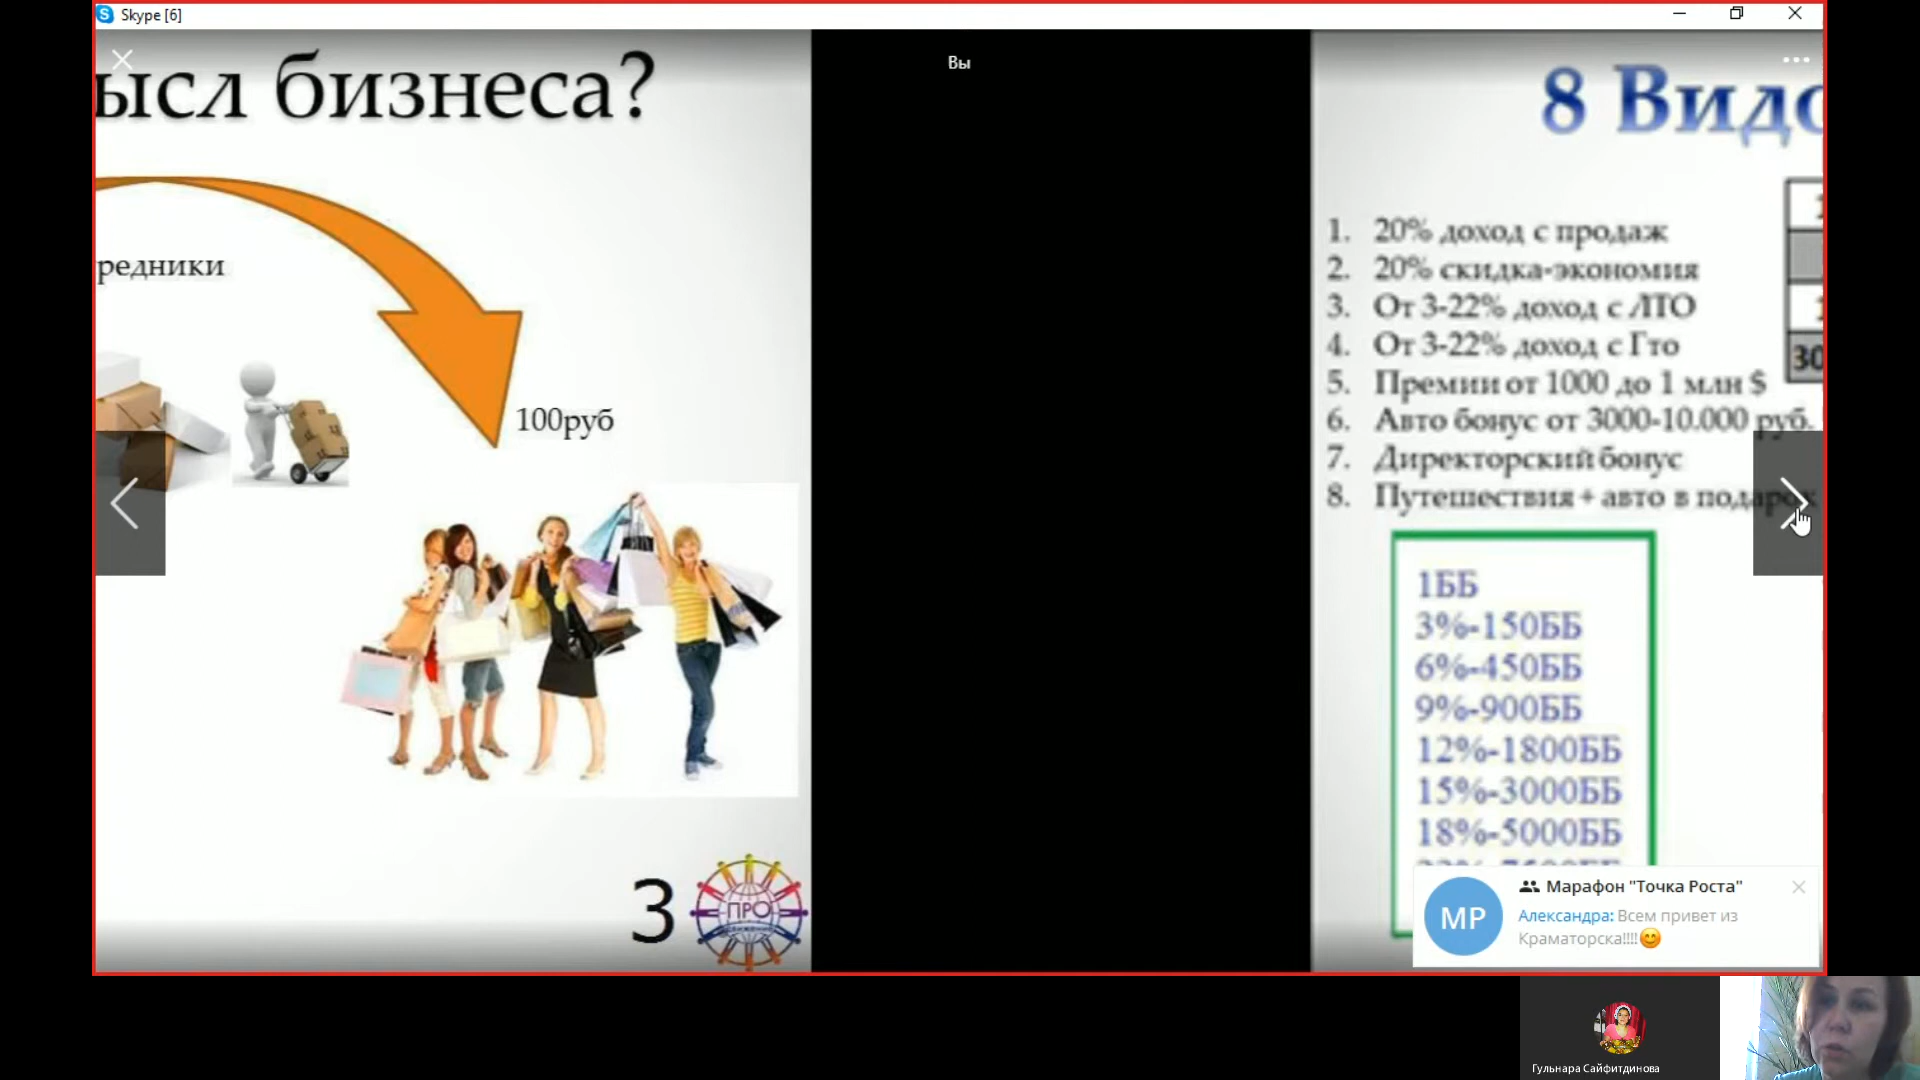 Skype [6]
Вы
ысл бизнеса?
редники
100руб
3
ПРО
8 Видо
1. 20% доход с продаж
2. 20% скидка-экономия
3. От 3-22% доход с ЛТО
4. От 3-22% доход с Гто
5. Премии от 1000 до 1 млн $
6. Авто бонус от 3000-10.000 руб.
7. Директорский бонус
8. Путешествия + авто в подарок
30
1ББ
3%-150ББ
6%-450ББ
9%-900ББ
12%-1800ББ
15%-3000ББ
18%-5000ББ
МР
Марафон "Точка Роста"
Александра: Всем привет из
Краматорска!!!!😊
Гульнара Сайфитдинова